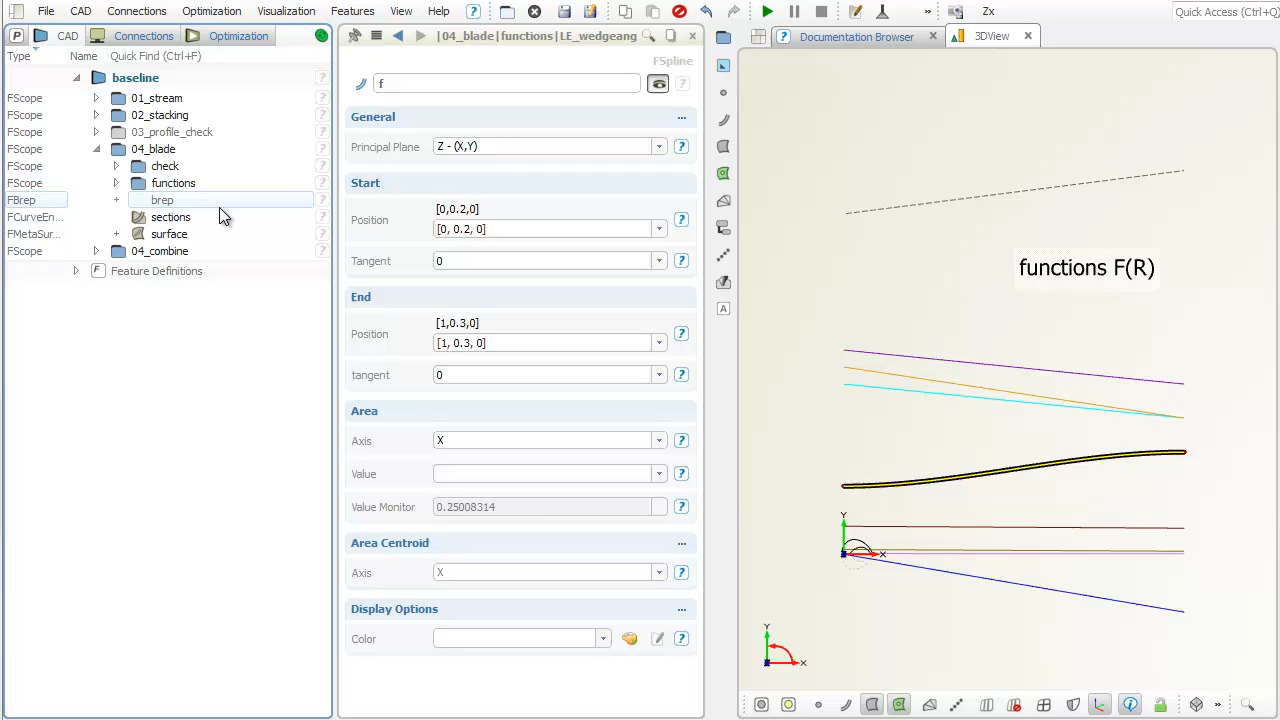 File CAD Connections Optimization Visualization Features View Help ? » Zx Quick Access (Ctrl+Q)
P CAD Connections Optimization
Type Name Quick Find (Ctrl+F)
baseline ?
FScope 01_stream ?
FScope 02_stacking ?
FScope 03_profile_check ?
FScope 04_blade ?
FScope check ?
FScope functions ?
FBrep + brep ?
FCurveEn... sections ?
FMetaSur... + surface ?
FScope 04_combine ?
F Feature Definitions ?
|04_blade|functions|LE_wedgeang
FSpline
f ?
General ...
Principal Plane Z - (X,Y) ?
Start
[0,0.2,0]
Position [0, 0.2, 0] ?
Tangent 0 ?
End
[1,0.3,0]
Position [1, 0.3, 0] ?
tangent 0 ?
Area
Axis X ?
Value ?
Value Monitor 0.25008314 ?
Area Centroid ...
Axis X ?
Display Options ...
Color ?
A
? Documentation Browser 3DView
functions F(R)
Y
X
Y
X
»